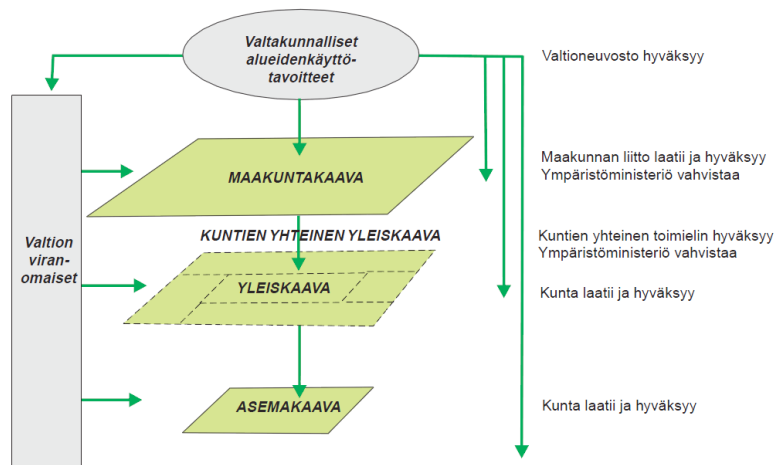 Valtakunnalliset
alueidenkäyttö-
tavoitteet
Valtioneuvosto hyväksyy
Maakunnan liitto laatii ja hyväksyy
Ympäristöministeriö vahvistaa
MAAKUNTAKAAVA
Valtion
viran-
omaiset
KUNTIEN YHTEINEN YLEISKAAVA
Kuntien yhteinen toimielin hyväksyy
Ympäristöministeriö vahvistaa
YLEISKAAVA
Kunta laatii ja hyväksyy
ASEMAKAAVA
Kunta laatii ja hyväksyy